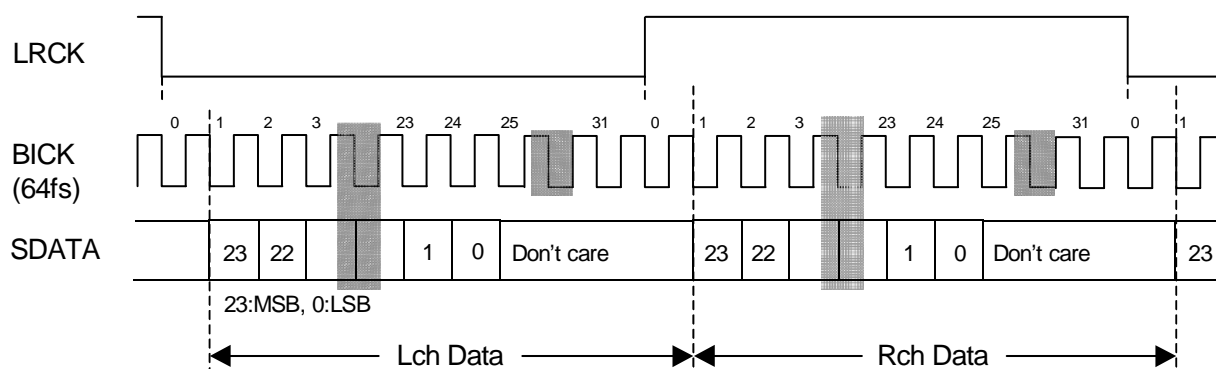 LRCK
0 1 2 3 23 24 25 31 0 1 2 3 23 24 25 31 0 1
BICK
(64fs)
SDATA 23 22 1 0 Don't care 23 22 1 0 Don't care 23
23:MSB, 0:LSB
Lch Data Rch Data